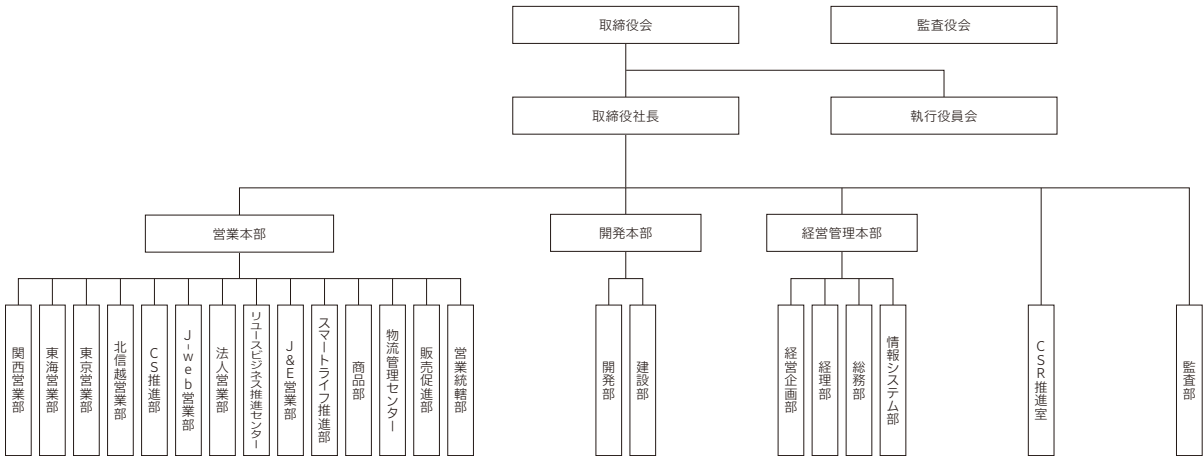 取締役会
監査役会
取締役社長
執行役員会
営業本部
開発本部
経営管理本部
関西営業部
東海営業部
東京営業部
北信越営業部
CS推進部
J-web営業部
法人営業部
リユースビジネス推進センター
J&E営業部
スマートライフ推進部
商品部
物流管理センター
販売促進部
営業統轄部
開発部
建設部
経営企画部
経理部
総務部
情報システム部
CSR推進室
監査部